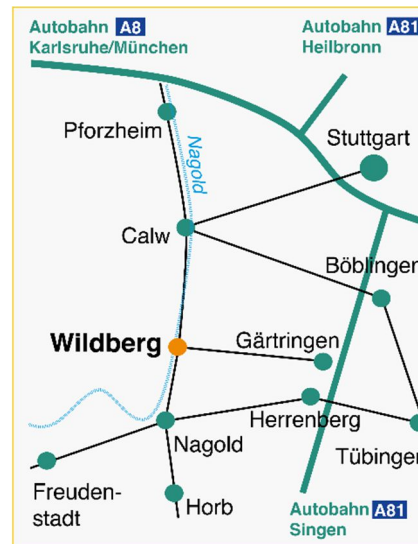 Autobahn A8
Karlsruhe/München
Autobahn A81
Heilbronn
Pforzheim
Nagold
Stuttgart
Calw
Böblingen
Wildberg
Gärtringen
Herrenberg
Nagold
Tübingen
Freuden-
stadt
Horb
Autobahn A81
Singen